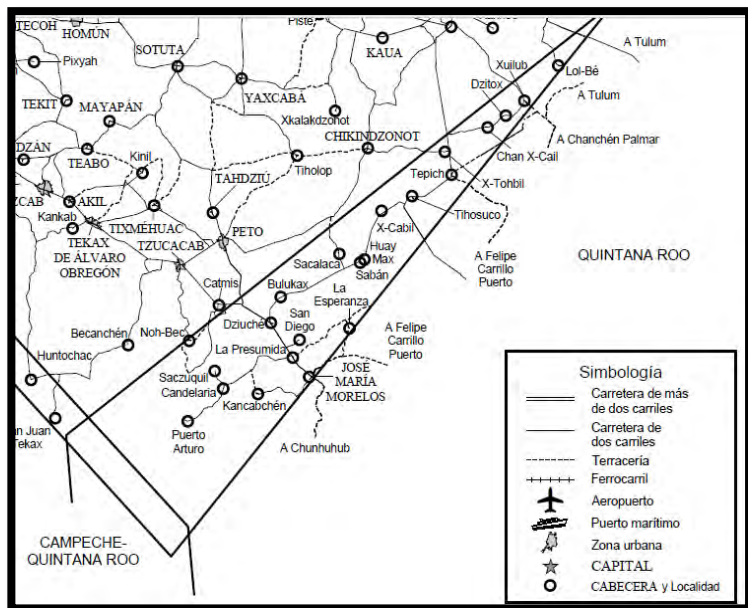 TECOH
HOMÚN
Piste
Pixyah
SOTUTA
KAUA
A Tulum
Xuilub
Lol-Bé
TEKIT
MAYAPÁN
YAXCABÁ
Xkalakdzonot
Dzitox
A Tulum
CHIKINDZONOT
A Chanchén Palmar
DZÁN
TEABO
Kinil
Tiholop
Chan X-Cail
Tepich
X-Tohbil
TAHDZIÚ
ZCAB
AKIL
Kankab
TIXMÉHUAC
PETO
X-Cabil
Tihosuco
TEKAX
DE ÁLVARO
OBREGÓN
TZUCACAB
Sacalaca
Huay
Max
Sabán
A Felipe
Carrillo
Puerto
QUINTANA ROO
Catmis
Bulukax
La
Esperanza
Becanchén
Noh-Bec
Dziuché
San
Diego
A Felipe
Carrillo
Puerto
Huntochac
La Presumida
Saczuquil
Candelaria
Kancabchén
JOSÉ
MARÍA
MORELOS
an Juan
Tekax
Puerto
Arturo
A Chunhuhub
CAMPECHE-
QUINTANA ROO
Simbología
Carretera de más
de dos carriles
Carretera de
dos carriles
Terracería
Ferrocarril
Aeropuerto
Puerto marítimo
Zona urbana
CAPITAL
CABECERA y Localidad